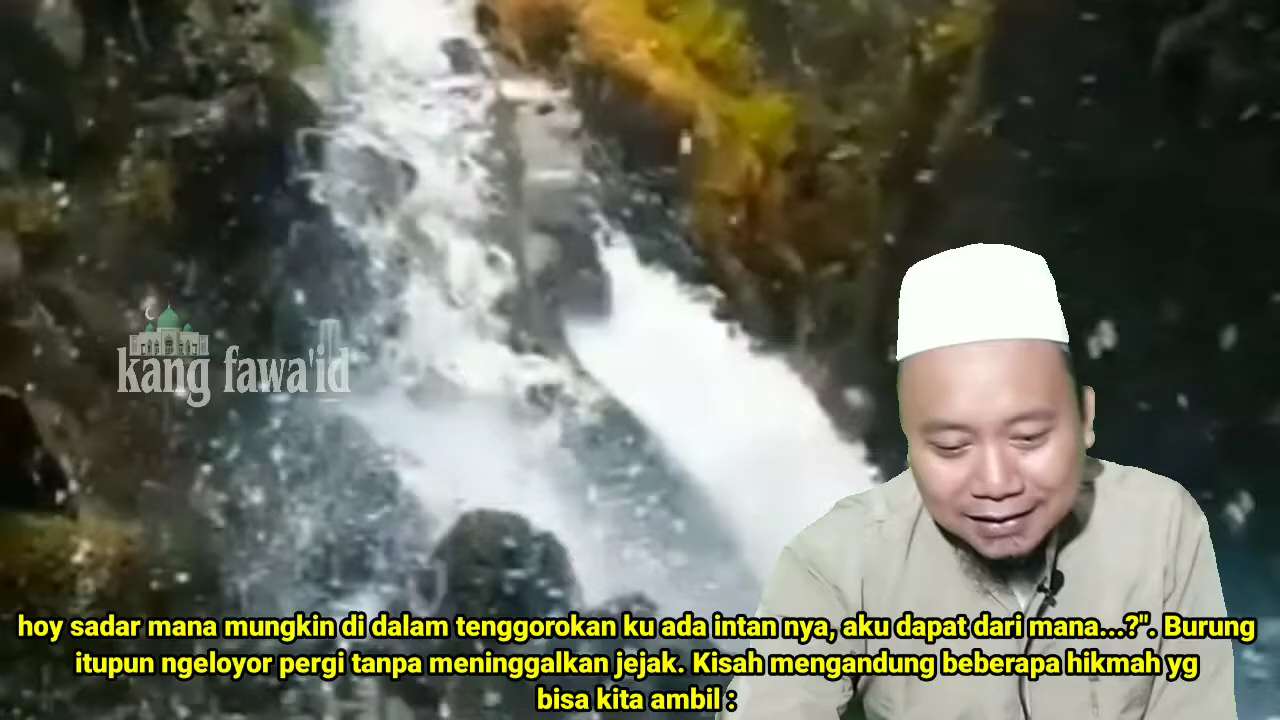 kang fawa'id
hoy sadar mana mungkin di dalam tenggorokan ku ada intan nya, aku dapat dari mana...?". Burung
itupun ngeloyor pergi tanpa meninggalkan jejak. Kisah mengandung beberapa hikmah yg
bisa kita ambil :